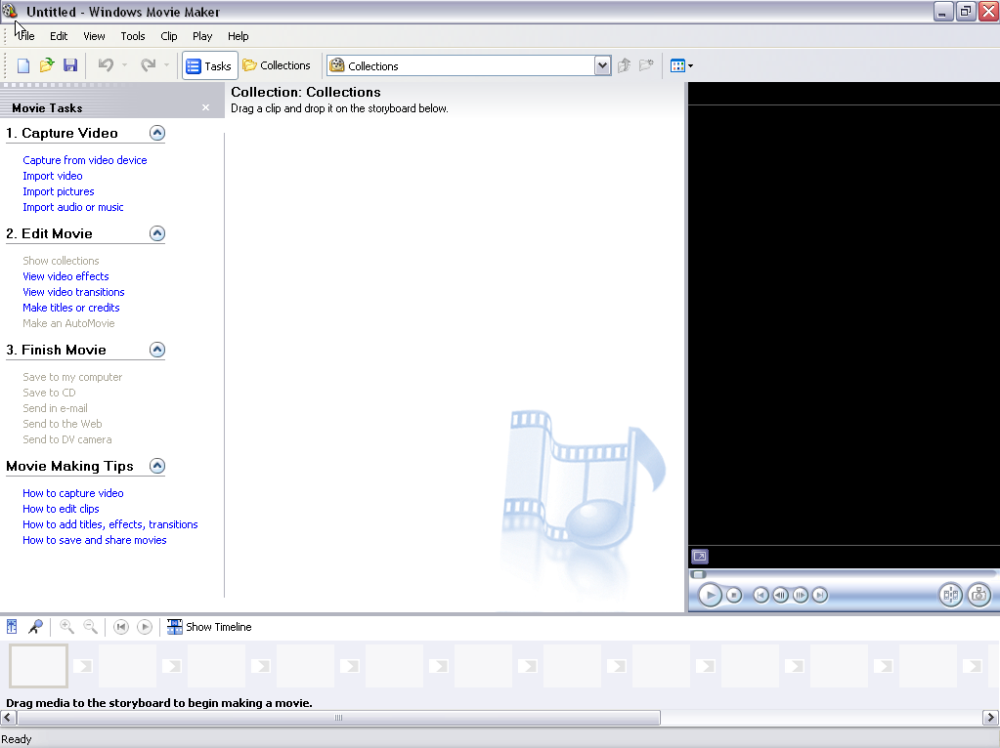 Untitled - Windows Movie Maker
File Edit View Tools Clip Play Help
Tasks Collections Collections
Movie Tasks
Collection: Collections
Drag a clip and drop it on the storyboard below.
1. Capture Video
Capture from video device
Import video
Import pictures
Import audio or music
2. Edit Movie
Show collections
View video effects
View video transitions
Make titles or credits
Make an AutoMovie
3. Finish Movie
Save to my computer
Save to CD
Send in e-mail
Send to the Web
Send to DV camera
Movie Making Tips
How to capture video
How to edit clips
How to add titles, effects, transitions
How to save and share movies
Show Timeline
Drag media to the storyboard to begin making a movie.
Ready